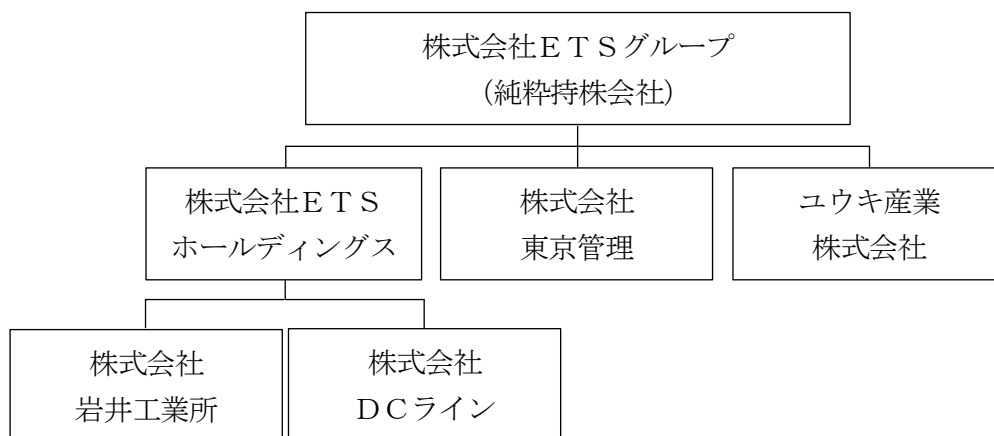 株式会社ＥＴＳグループ
（純粋持株会社）
株式会社ＥＴＳ
ホールディングス
株式会社
東京管理
ユウキ産業
株式会社
株式会社
岩井工業所
株式会社
ＤＣライン